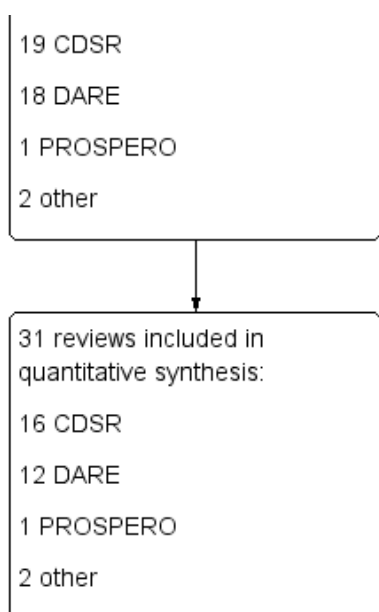 19 CDSR
18 DARE
1 PROSPERO
2 other
31 reviews included in
quantitative synthesis:
16 CDSR
12 DARE
1 PROSPERO
2 other